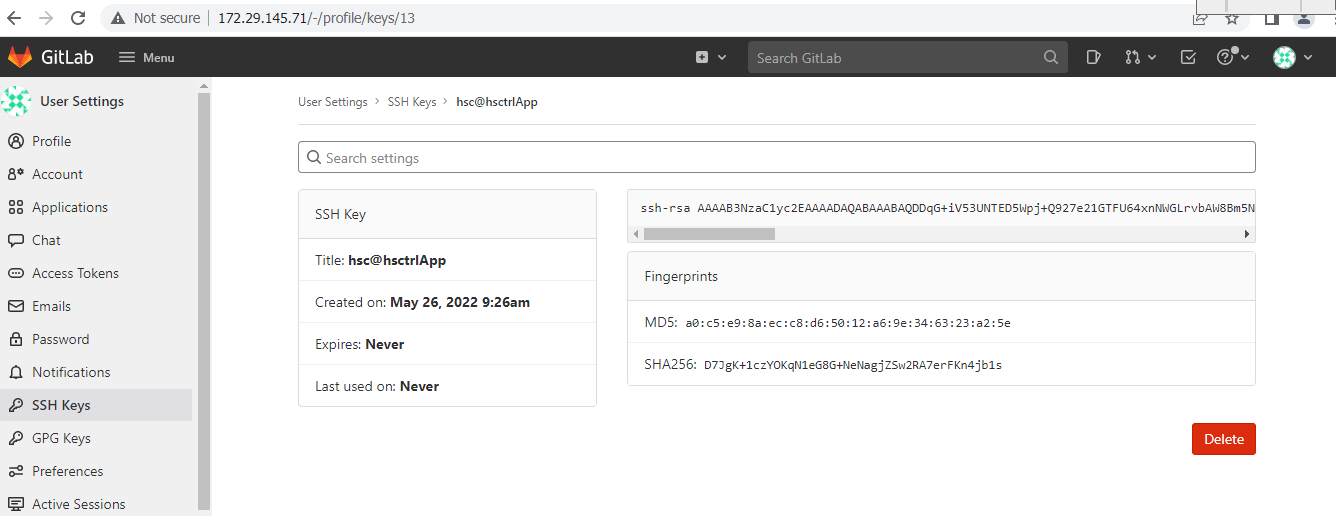 Not secure | 172.29.145.71/-/profile/keys/13
GitLab Menu Search GitLab
User Settings
Profile
Account
Applications
Chat
Access Tokens
Emails
Password
Notifications
SSH Keys
GPG Keys
Preferences
Active Sessions
User Settings > SSH Keys > hsc@hsctrlApp
Search settings
SSH Key
Title: hsc@hsctrlApp
Created on: May 26, 2022 9:26am
Expires: Never
Last used on: Never
ssh-rsa AAAAB3NzaC1yc2EAAAADAQABAAABAQDDqG+iV53UNTED5Wpj+Q927e21GTFU64xnNWGLrvbAW8Bm5N
Fingerprints
MD5: a0:c5:e9:8a:ec:c8:d6:50:12:a6:9e:34:63:23:a2:5e
SHA256: D7JgK+1czYOKqN1eG8G+NeNagjZSw2RA7erFKn4jb1s
Delete